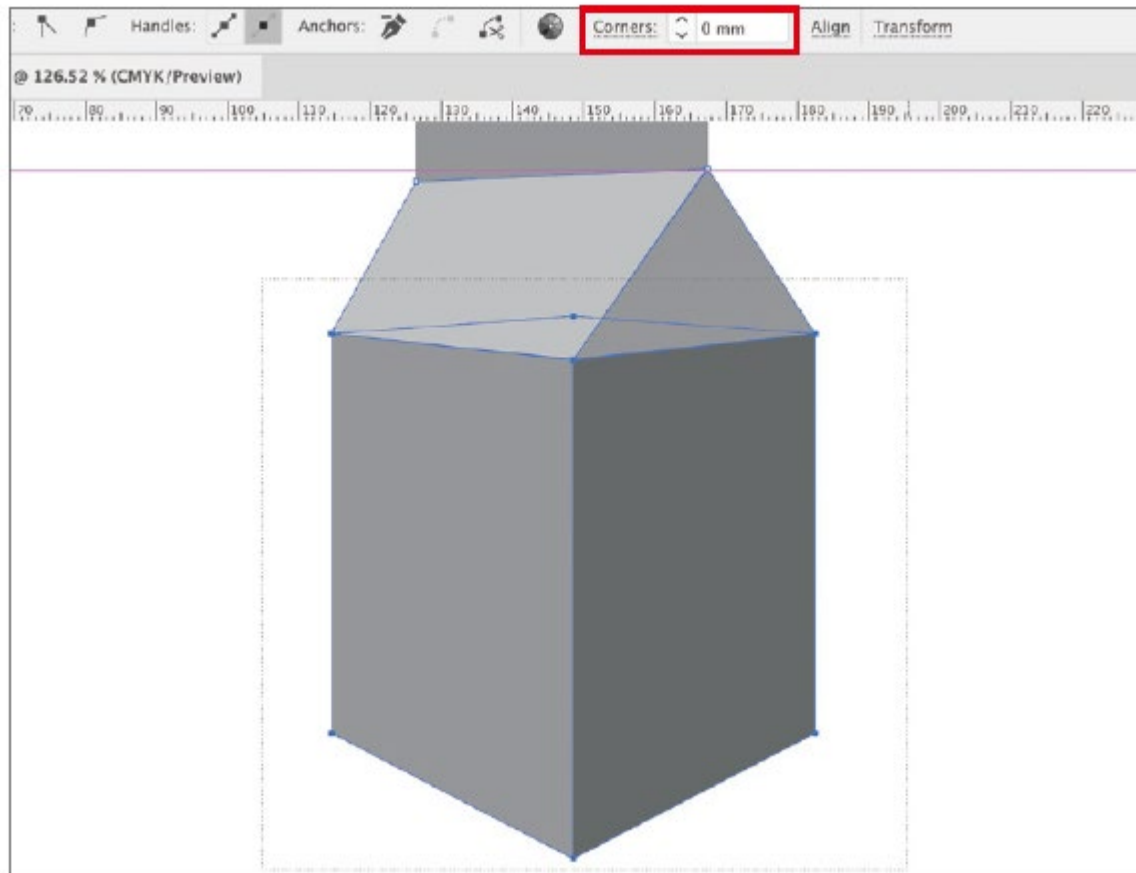 : Handles: Anchors: Corners: 0 mm Align Transform
@ 126.52 % (CMYK/Preview)
70 80 90 100 110 120 130 140 150 160 170 180 190 200 210 220